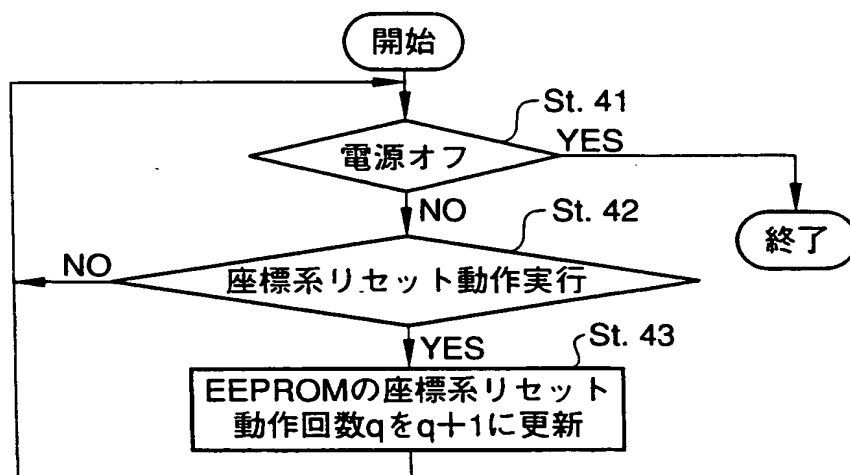 開始
St. 41
電源オフ
YES
NO
St. 42
終了
NO
座標系リセット動作実行
YES
St. 43
EEPROMの座標系リセット
動作回数qをq+1に更新